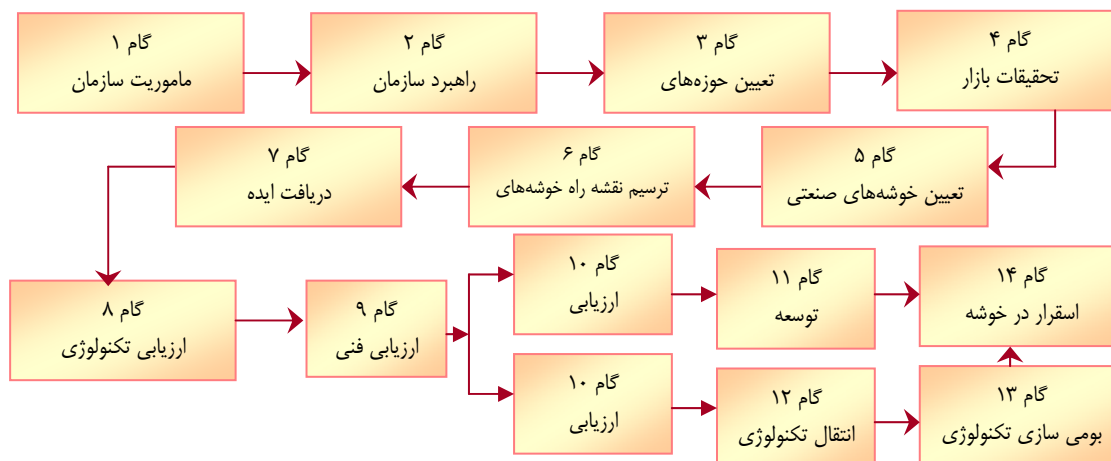 گام ۱
ماموریت سازمان
گام ۲
راهبرد سازمان
گام ۳
تعیین حوزه‌های
گام ۴
تحقیقات بازار
گام ۵
تعیین خوشه‌های صنعتی
گام ۶
ترسیم نقشه راه خوشه‌های
گام ۷
دریافت ایده
گام ۸
ارزیابی تکنولوژی
گام ۹
ارزیابی فنی
گام ۱۰
ارزیابی
گام ۱۱
توسعه
گام ۱۴
اسقرار در خوشه
گام ۱۰
ارزیابی
گام ۱۲
انتقال تکنولوژی
گام ۱۳
بومی سازی تکنولوژی